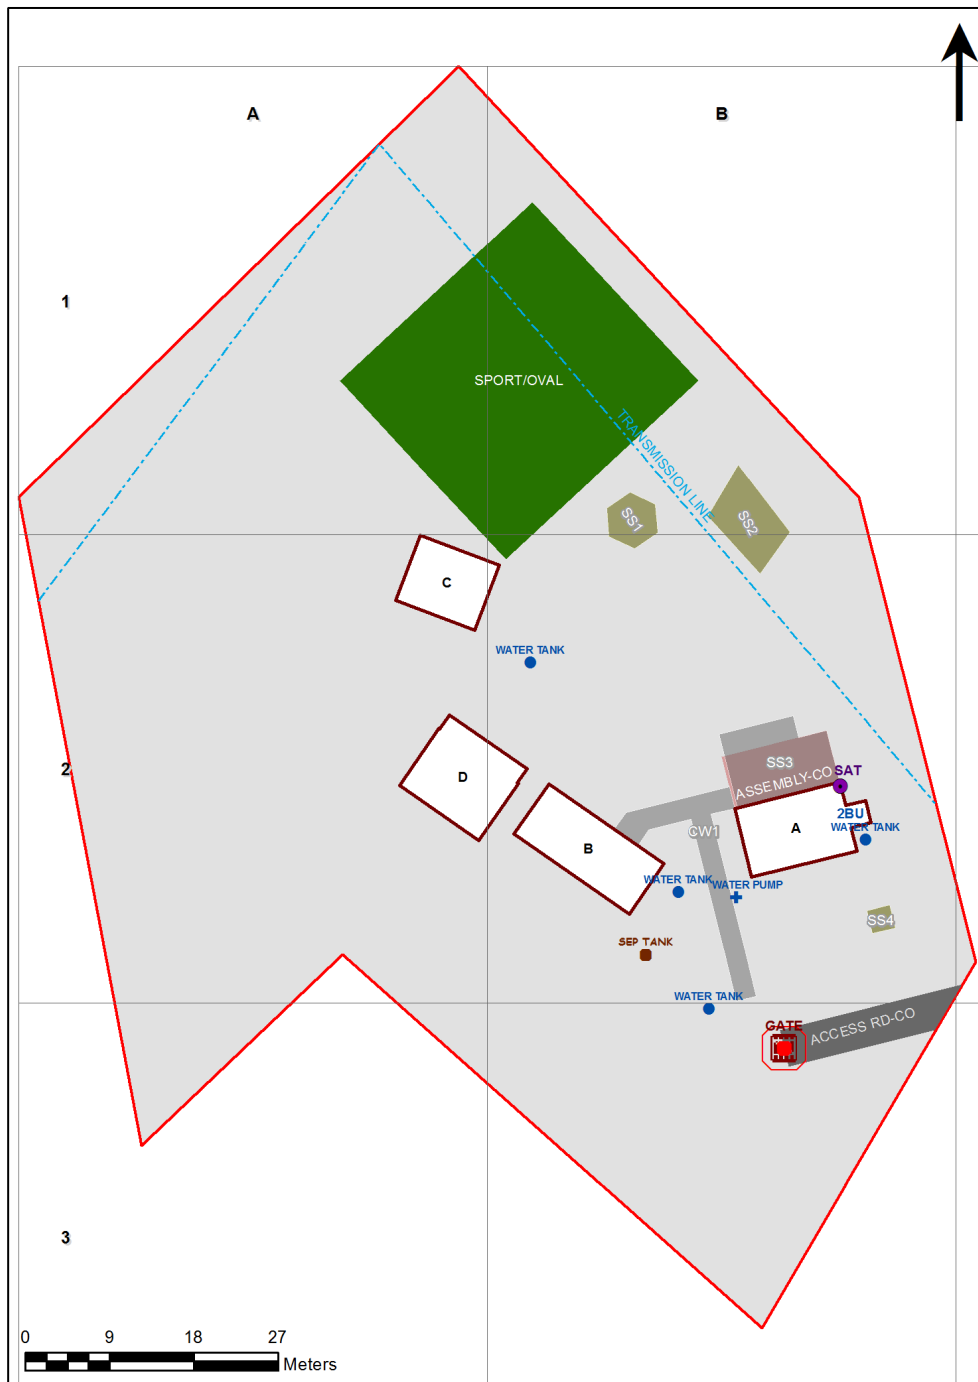 A
B
1
SPORT/OVAL
TRANSMISSION LINE
SS1
SS2
C
WATER TANK
2
D
SS3
ASSEMBLY-CO
SAT
2BU
WATER TANK
A
CW1
B
WATER TANK
WATER PUMP
SS4
SEP TANK
WATER TANK
GATE
ACCESS RD-CO
3
0 9 18 27
Meters